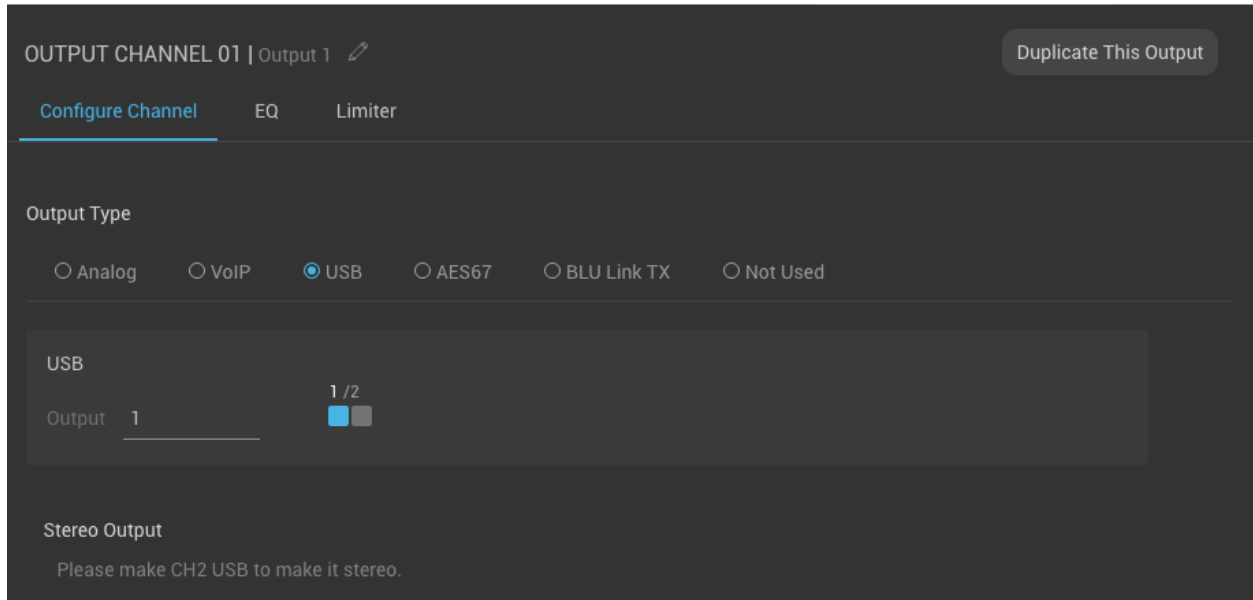 OUTPUT CHANNEL 01 | Output 1 Duplicate This Output
Configure Channel EQ Limiter
Output Type
Analog VoIP USB AES67 BLU Link TX Not Used
USB
1 /2
Output 1
Stereo Output
Please make CH2 USB to make it stereo.